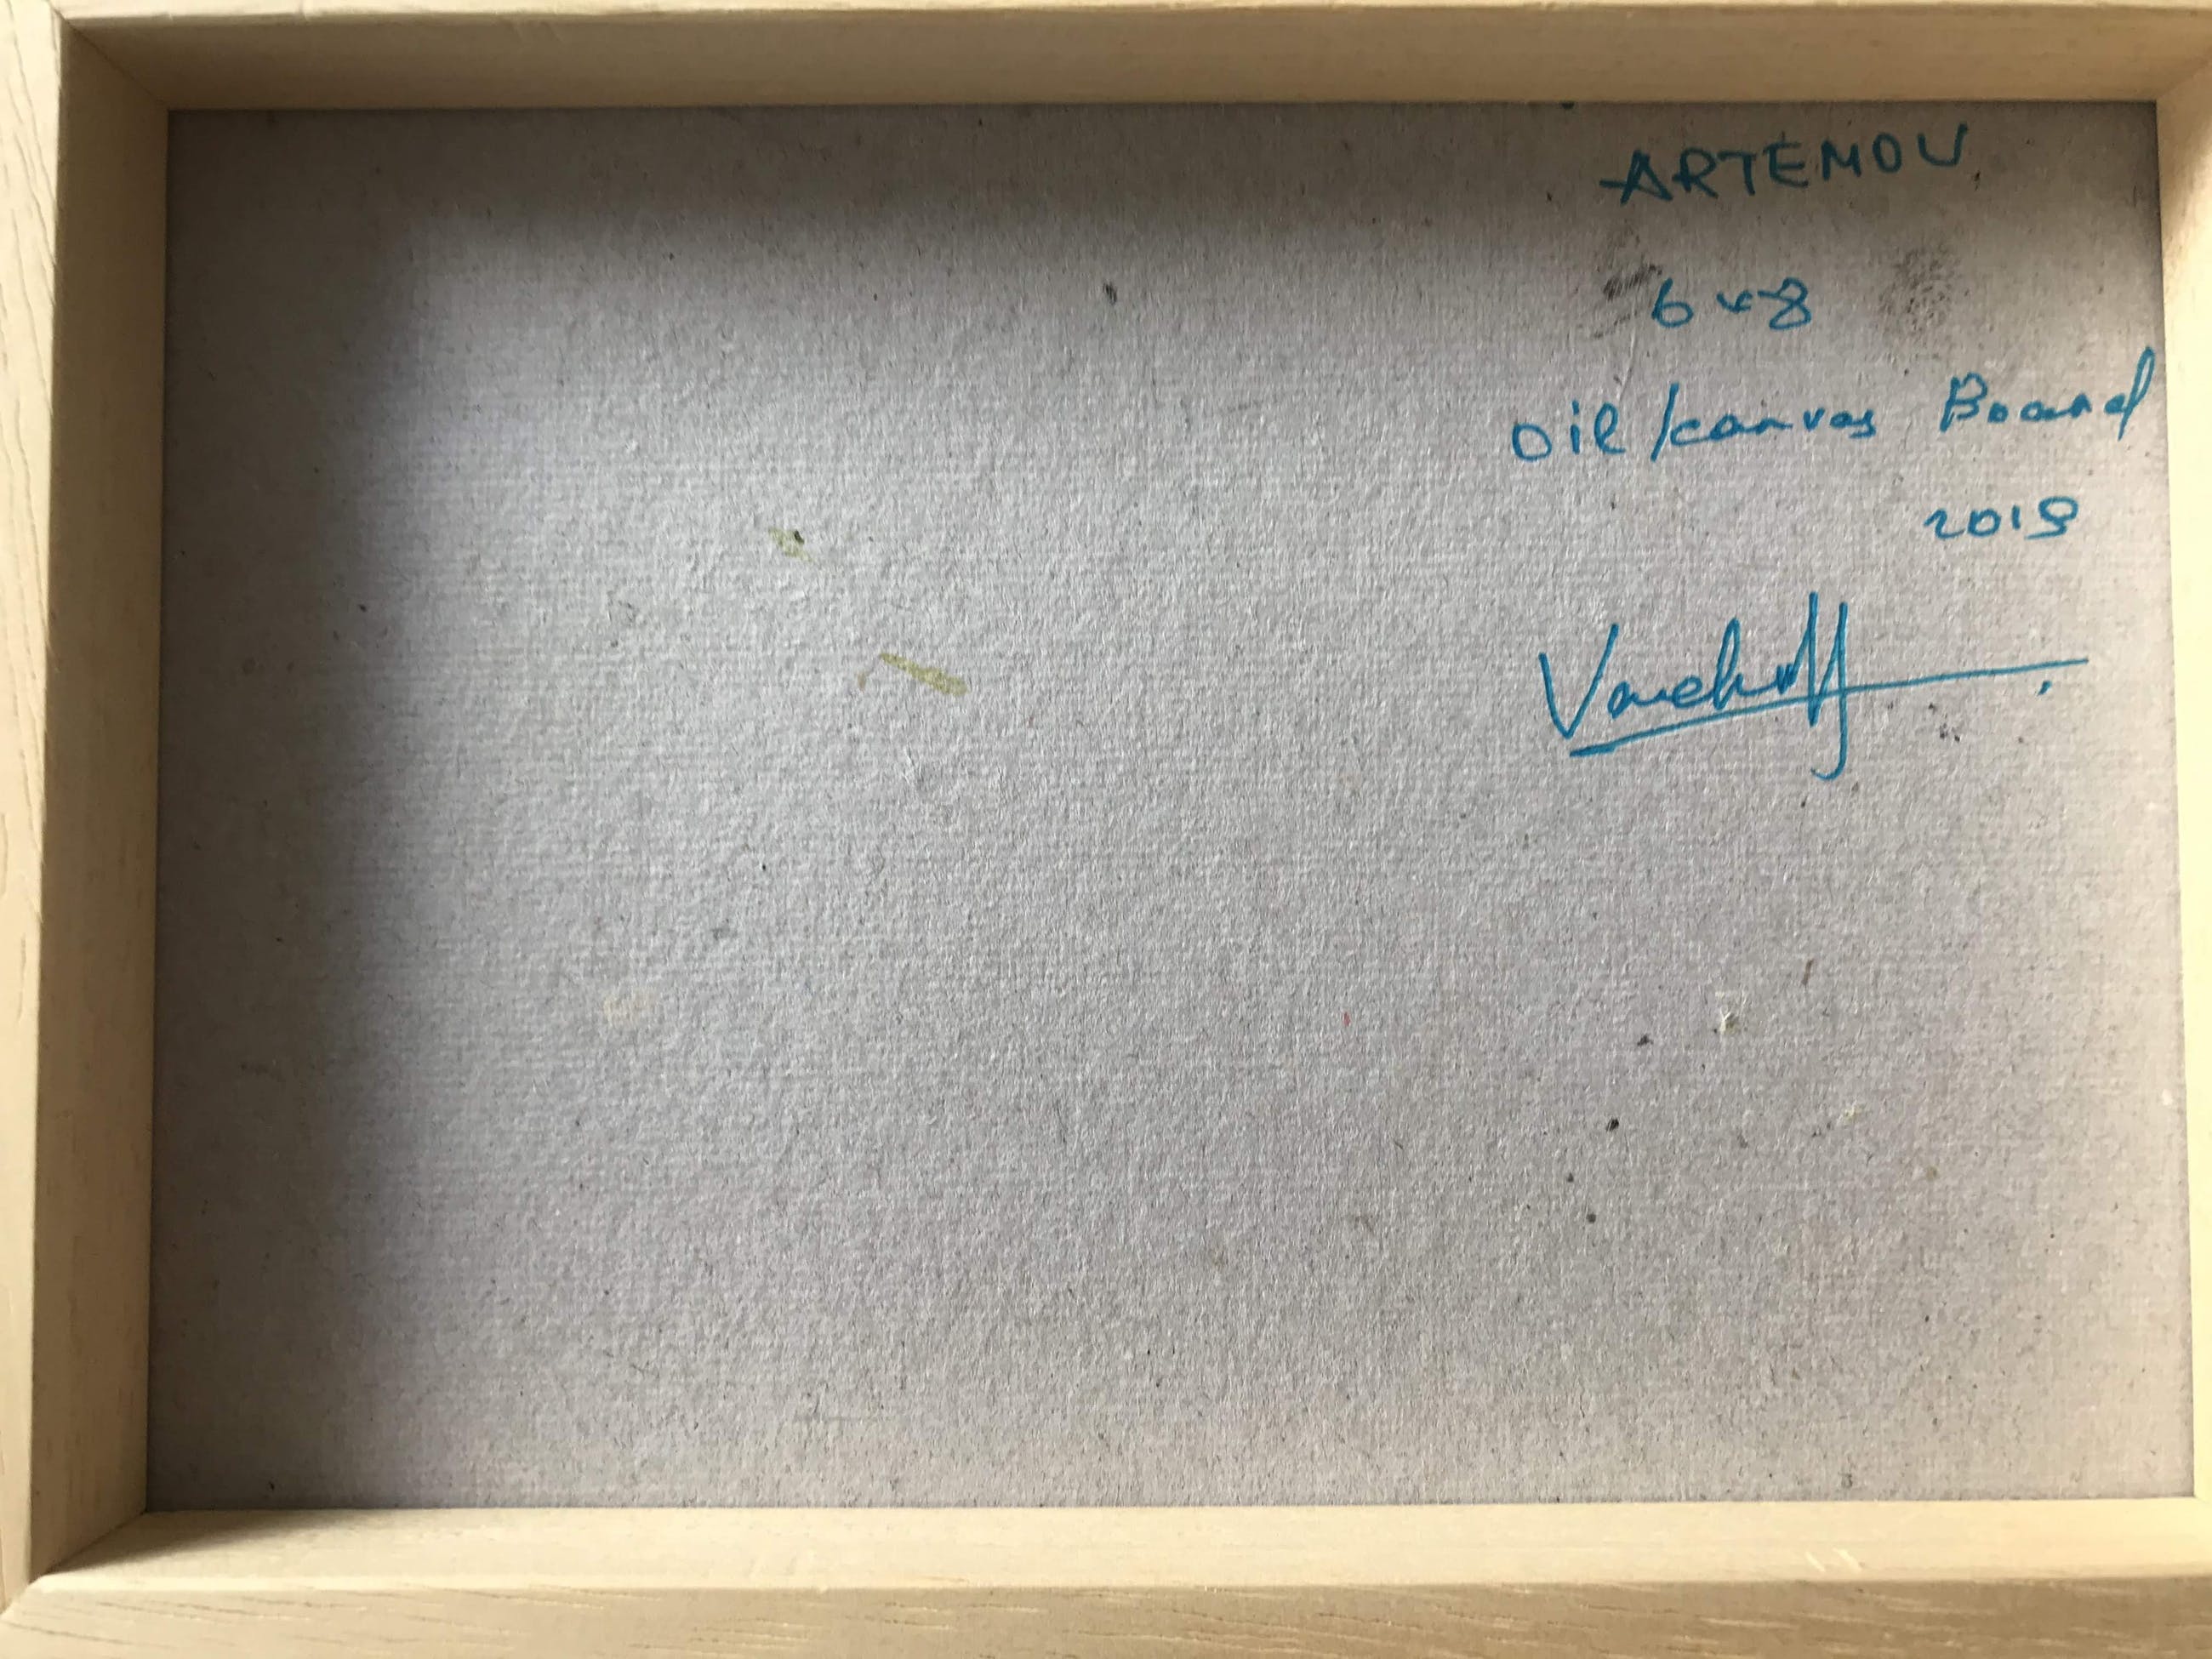 ARTEMOV
6x8
oil/canvas Board
2019